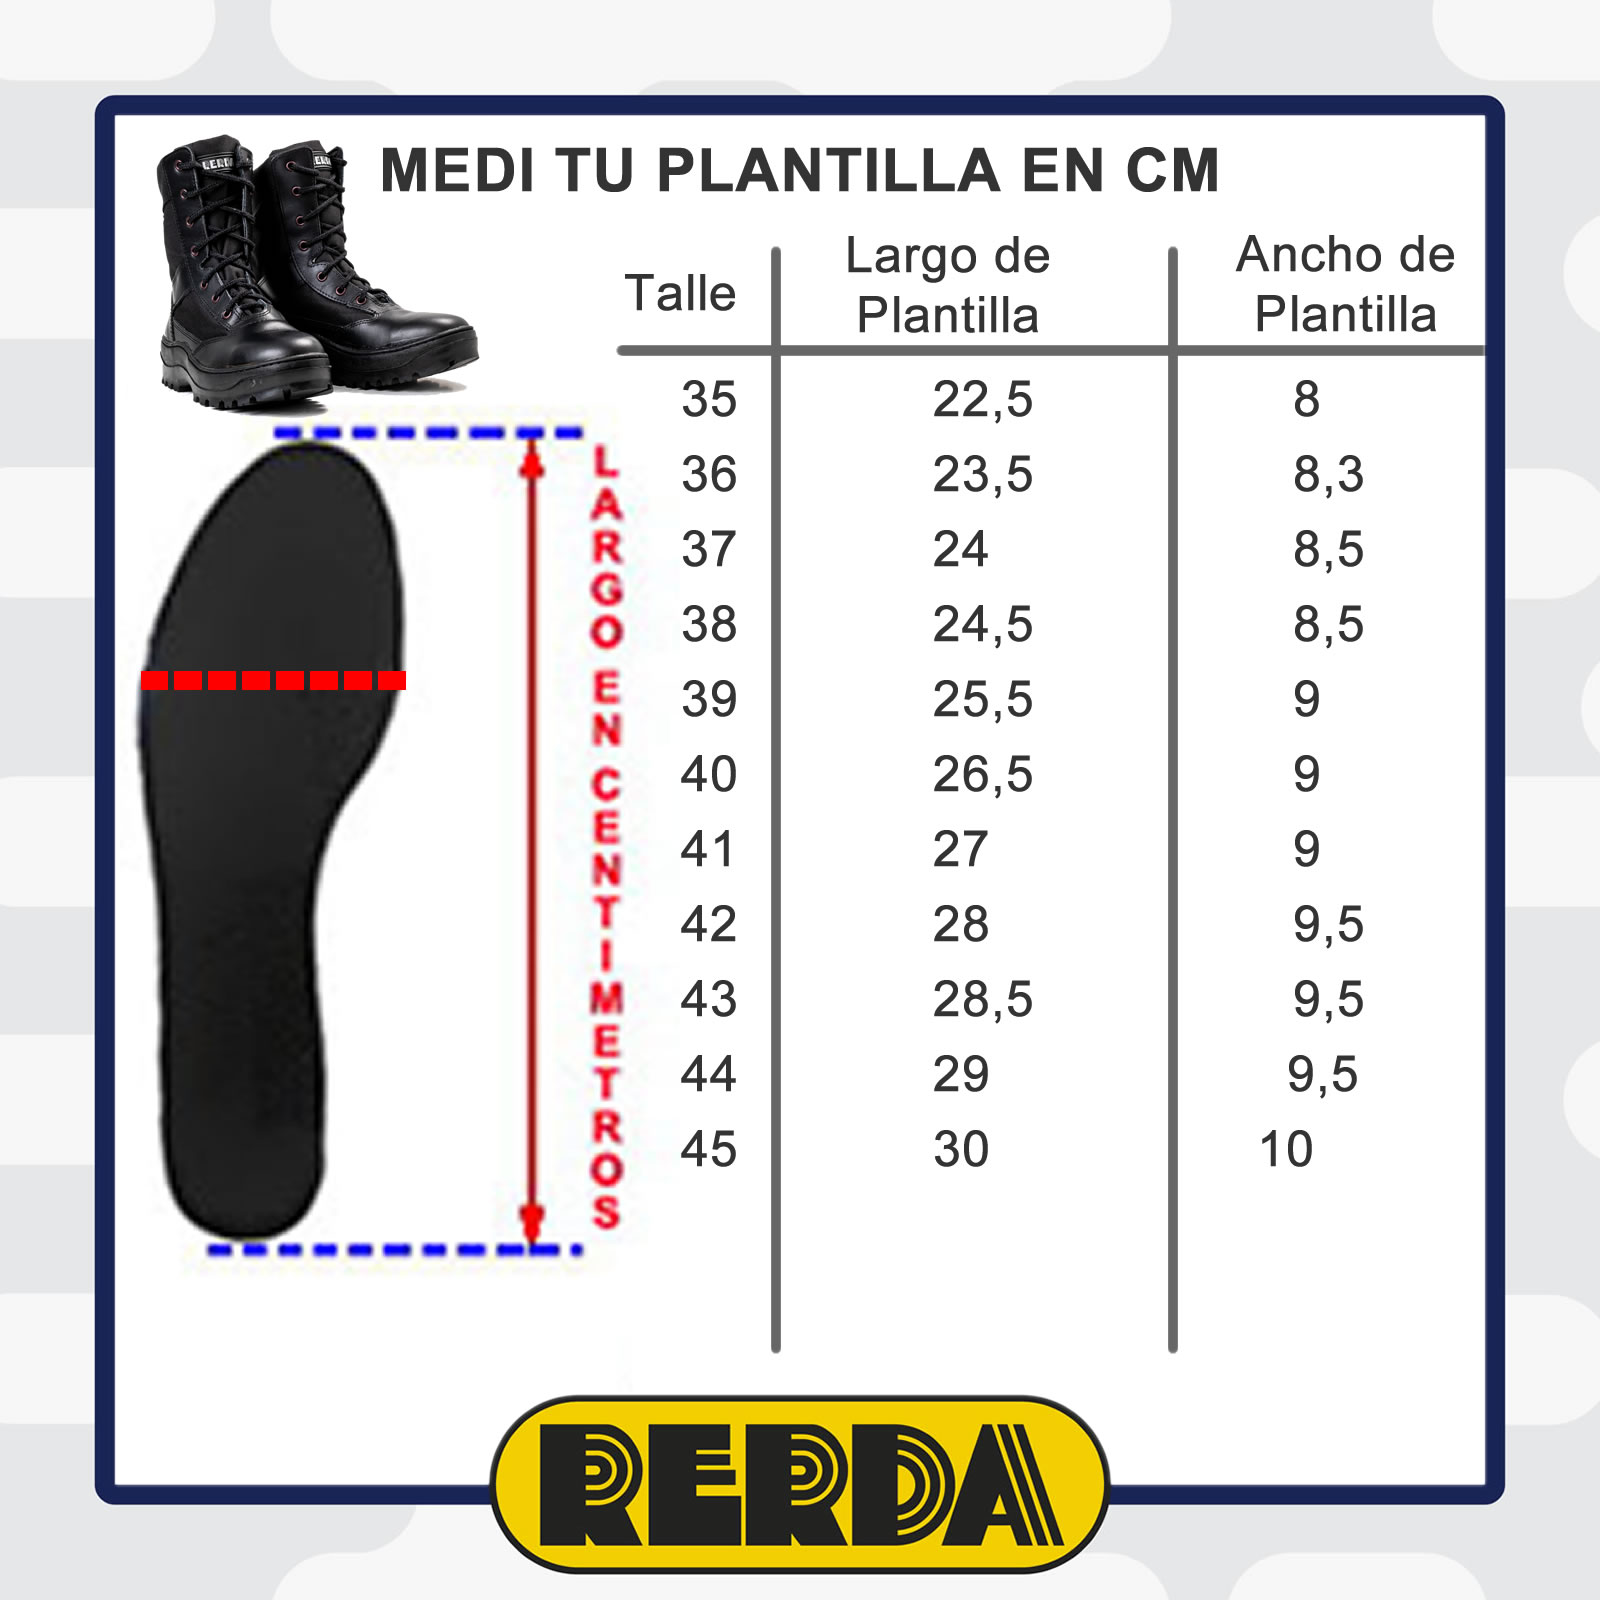 MEDI TU PLANTILLA EN CM
Talle
Largo de
Plantilla
Ancho de
Plantilla
35 22,5 8
36 23,5 8,3
37 24 8,5
38 24,5 8,5
39 25,5 9
40 26,5 9
41 27 9
42 28 9,5
43 28,5 9,5
44 29 9,5
45 30 10
LARGO EN CENTIMETROS
RERDA